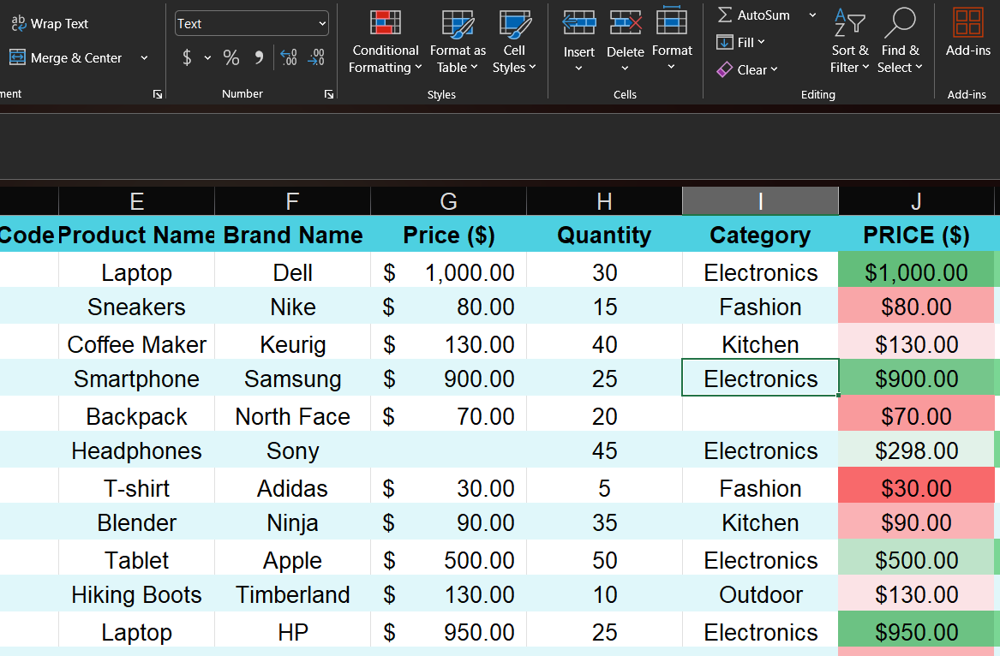 Wrap Text
Text
AutoSum
Merge & Center
$ % 9 .00 .00
Conditional Formatting
Format as Table
Cell Styles
Insert
Delete
Format
Fill
Clear
Sort & Filter
Find & Select
Add-ins
ment
Number
Styles
Cells
Editing
Add-ins
E F G H I J
Code Product Name Brand Name Price ($) Quantity Category PRICE ($)
Laptop Dell $ 1,000.00 30 Electronics $1,000.00
Sneakers Nike $ 80.00 15 Fashion $80.00
Coffee Maker Keurig $ 130.00 40 Kitchen $130.00
Smartphone Samsung $ 900.00 25 Electronics $900.00
Backpack North Face $ 70.00 20 $70.00
Headphones Sony 45 Electronics $298.00
T-shirt Adidas $ 30.00 5 Fashion $30.00
Blender Ninja $ 90.00 35 Kitchen $90.00
Tablet Apple $ 500.00 50 Electronics $500.00
Hiking Boots Timberland $ 130.00 10 Outdoor $130.00
Laptop HP $ 950.00 25 Electronics $950.00